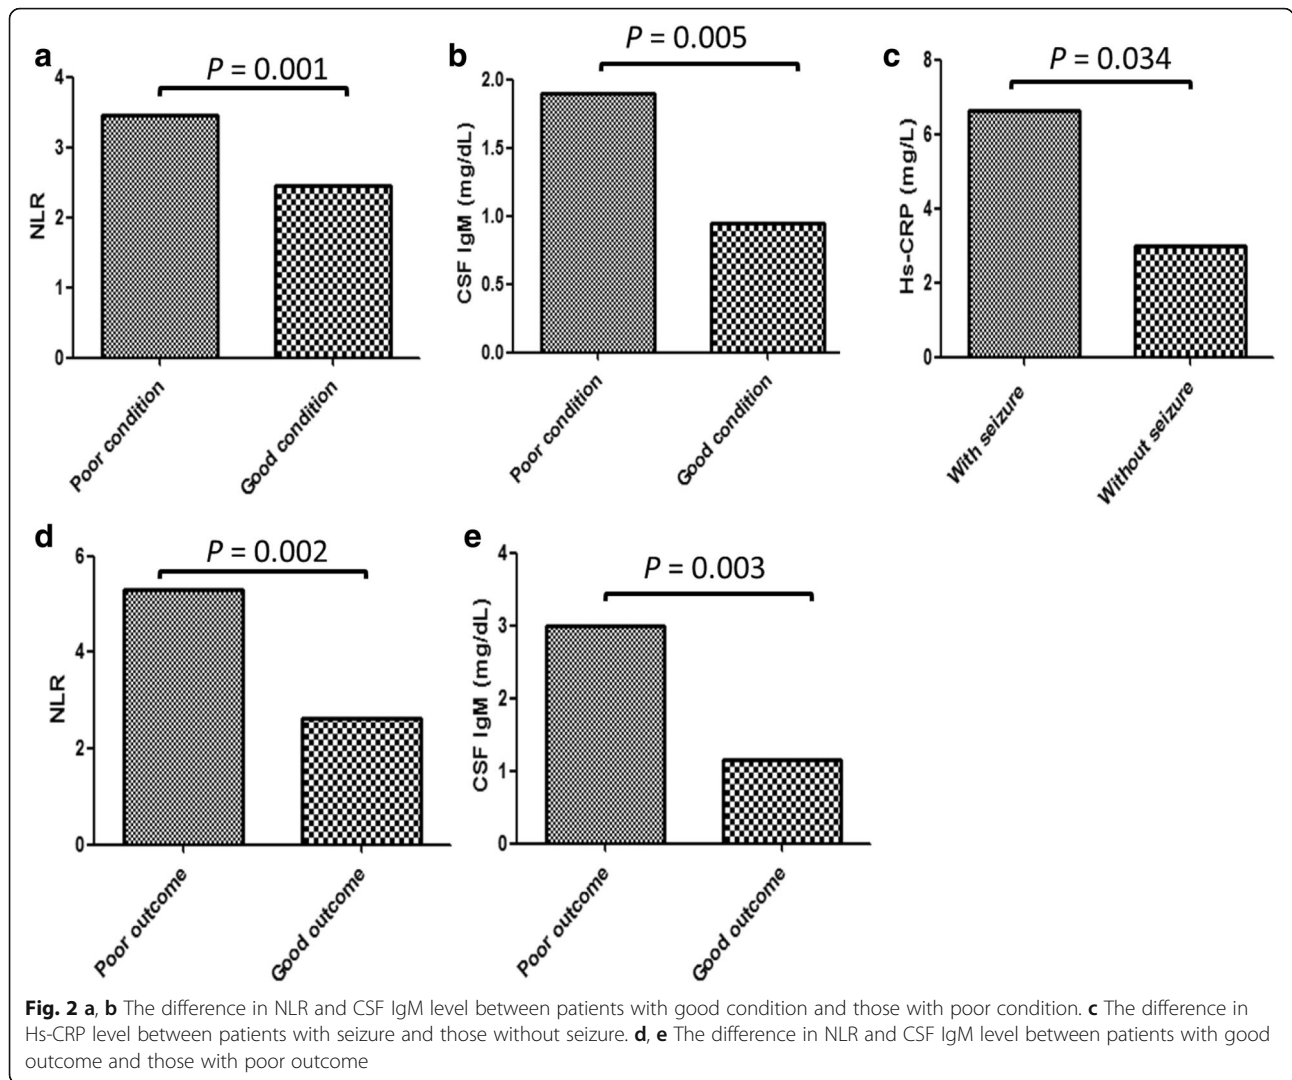 a
P = 0.001
NLR
4
3
2
1
0
Poor condition
Good condition
b
P = 0.005
CSF IgM (mg/dL)
2.0
1.5
1.0
0.5
0.0
Poor condition
Good condition
c
P = 0.034
Hs-CRP (mg/L)
8
6
4
2
0
With seizure
Without seizure
d
P = 0.002
NLR
6
4
2
0
Poor outcome
Good outcome
e
P = 0.003
CSF IgM (mg/dL)
4
3
2
1
0
Poor outcome
Good outcome
Fig. 2 a, b The difference in NLR and CSF IgM level between patients with good condition and those with poor condition. c The difference in
Hs-CRP level between patients with seizure and those without seizure. d, e The difference in NLR and CSF IgM level between patients with good
outcome and those with poor outcome